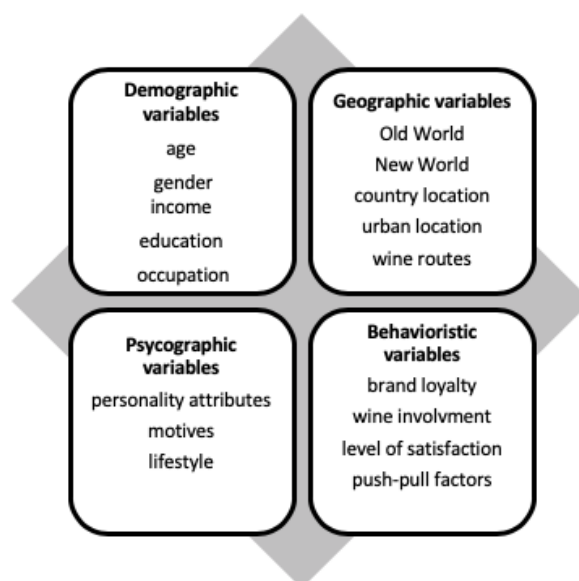 Demographic
variables
age
gender
income
education
occupation
Geographic variables
Old World
New World
country location
urban location
wine routes
Psycographic
variables
personality attributes
motives
lifestyle
Behavioristic
variables
brand loyalty
wine involvment
level of satisfaction
push-pull factors